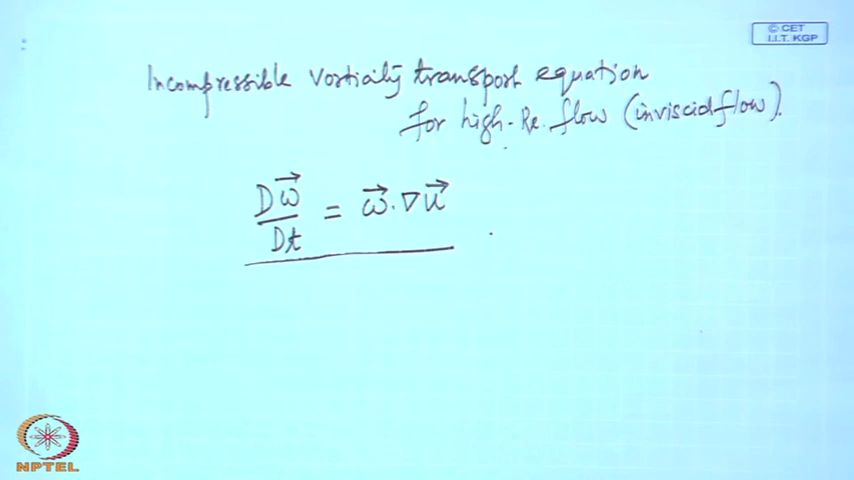 © CET
I.I.T. KGP
Incompressible Vorticity transport equation
for high-Re. flow (inviscid flow).
Dω⃗/Dt = ω⃗·∇u⃗
NPTEL